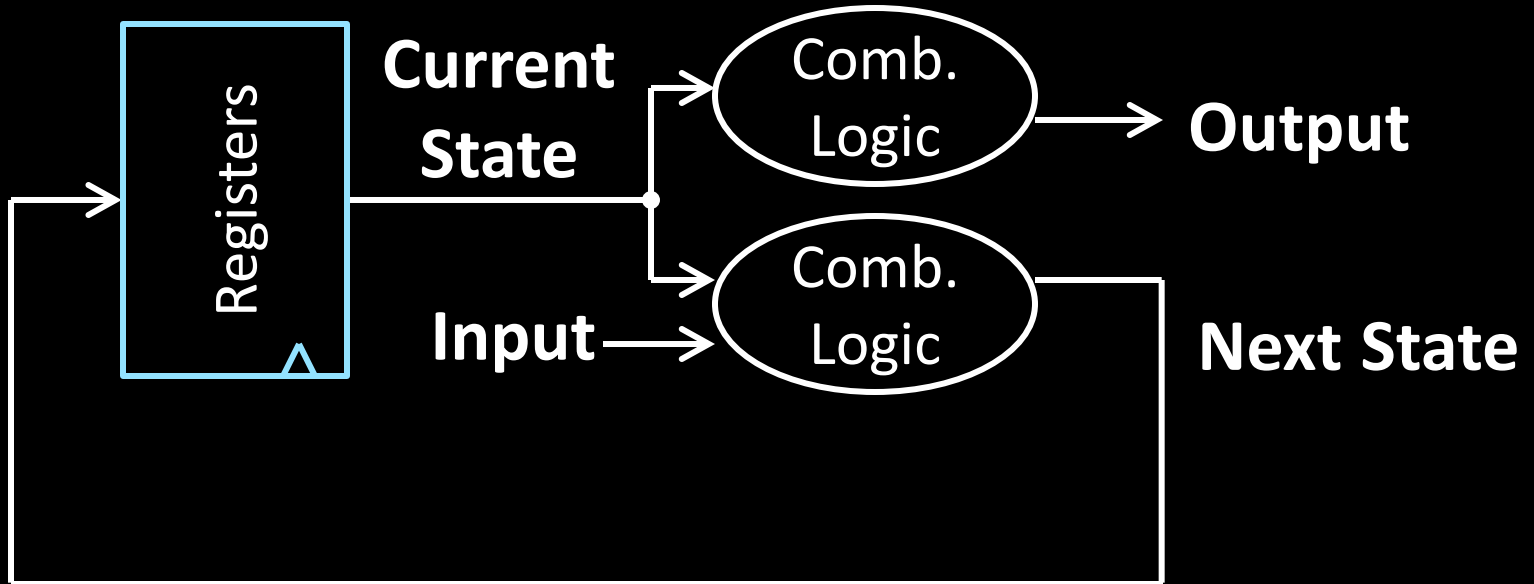 Registers
Current
State
Comb.
Logic
Output
Input
Comb.
Logic
Next State